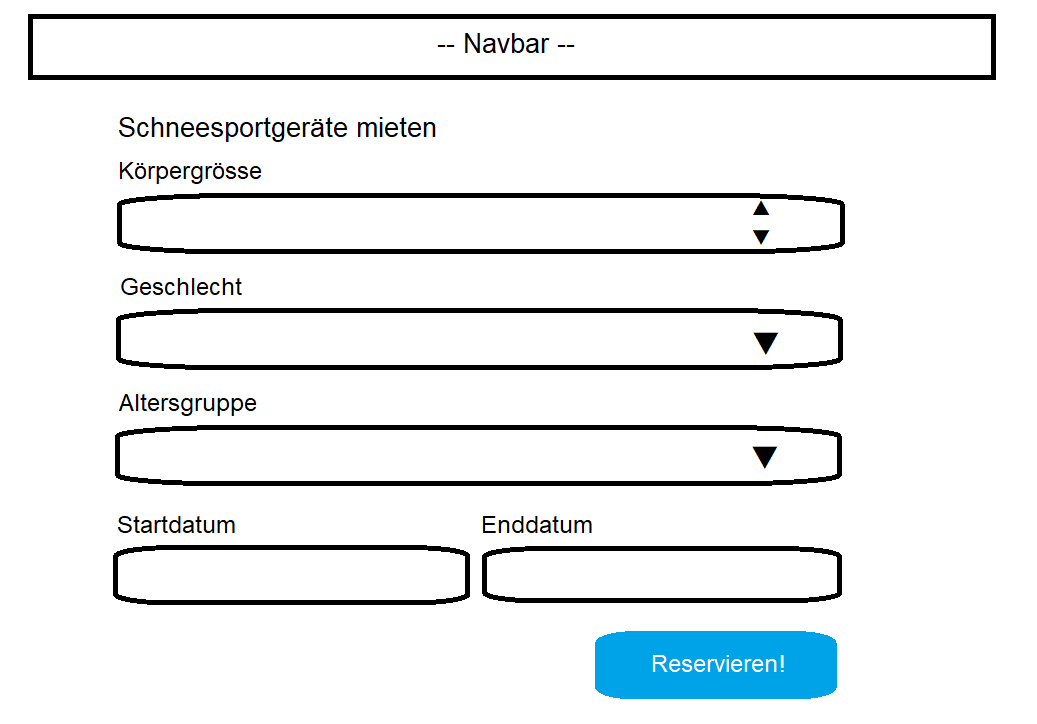 -- Navbar --
Schneesportgeräte mieten
Körpergrösse
Geschlecht
Altersgruppe
Startdatum Enddatum
Reservieren!